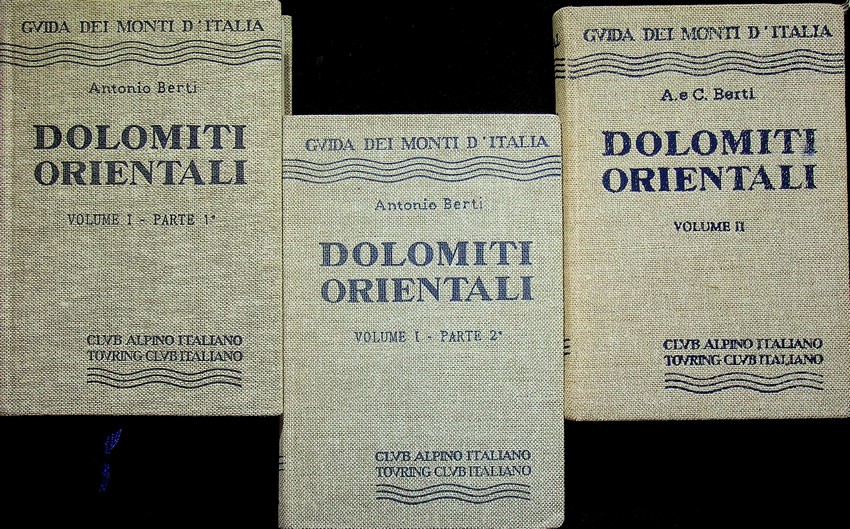 GVIDA DEI MONTI D'ITALIA
Antonio Berti
DOLOMITI
ORIENTALI
VOLUME I - PARTE 1ª
CLVB ALPINO ITALIANO
TOVRING CLVB ITALIANO
GVIDA DEI MONTI D'ITALIA
Antonio Berti
DOLOMITI
ORIENTALI
VOLUME I - PARTE 2ª
CLVB ALPINO ITALIANO
TOVRING CLVB ITALIANO
GVIDA DEI MONTI D'ITALIA
A. e C. Berti
DOLOMITI
ORIENTALI
VOLUME II
CLVB ALPINO ITALIANO
TOVRING CLVB ITALIANO